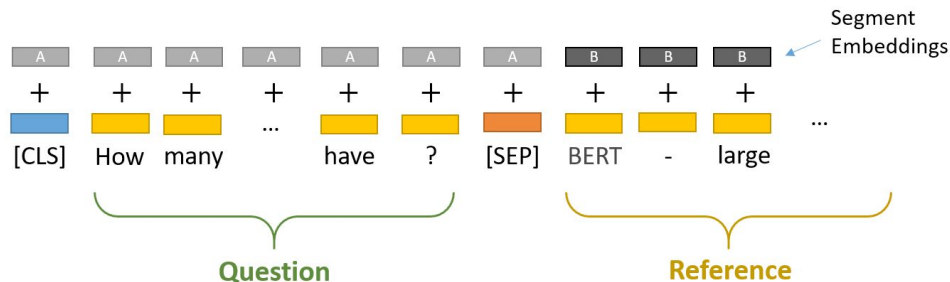 Segment
Embeddings
A A A A A A A B B B
+ + + + + + + + + +
... ...
[CLS] How many have ? [SEP] BERT - large
Question Reference